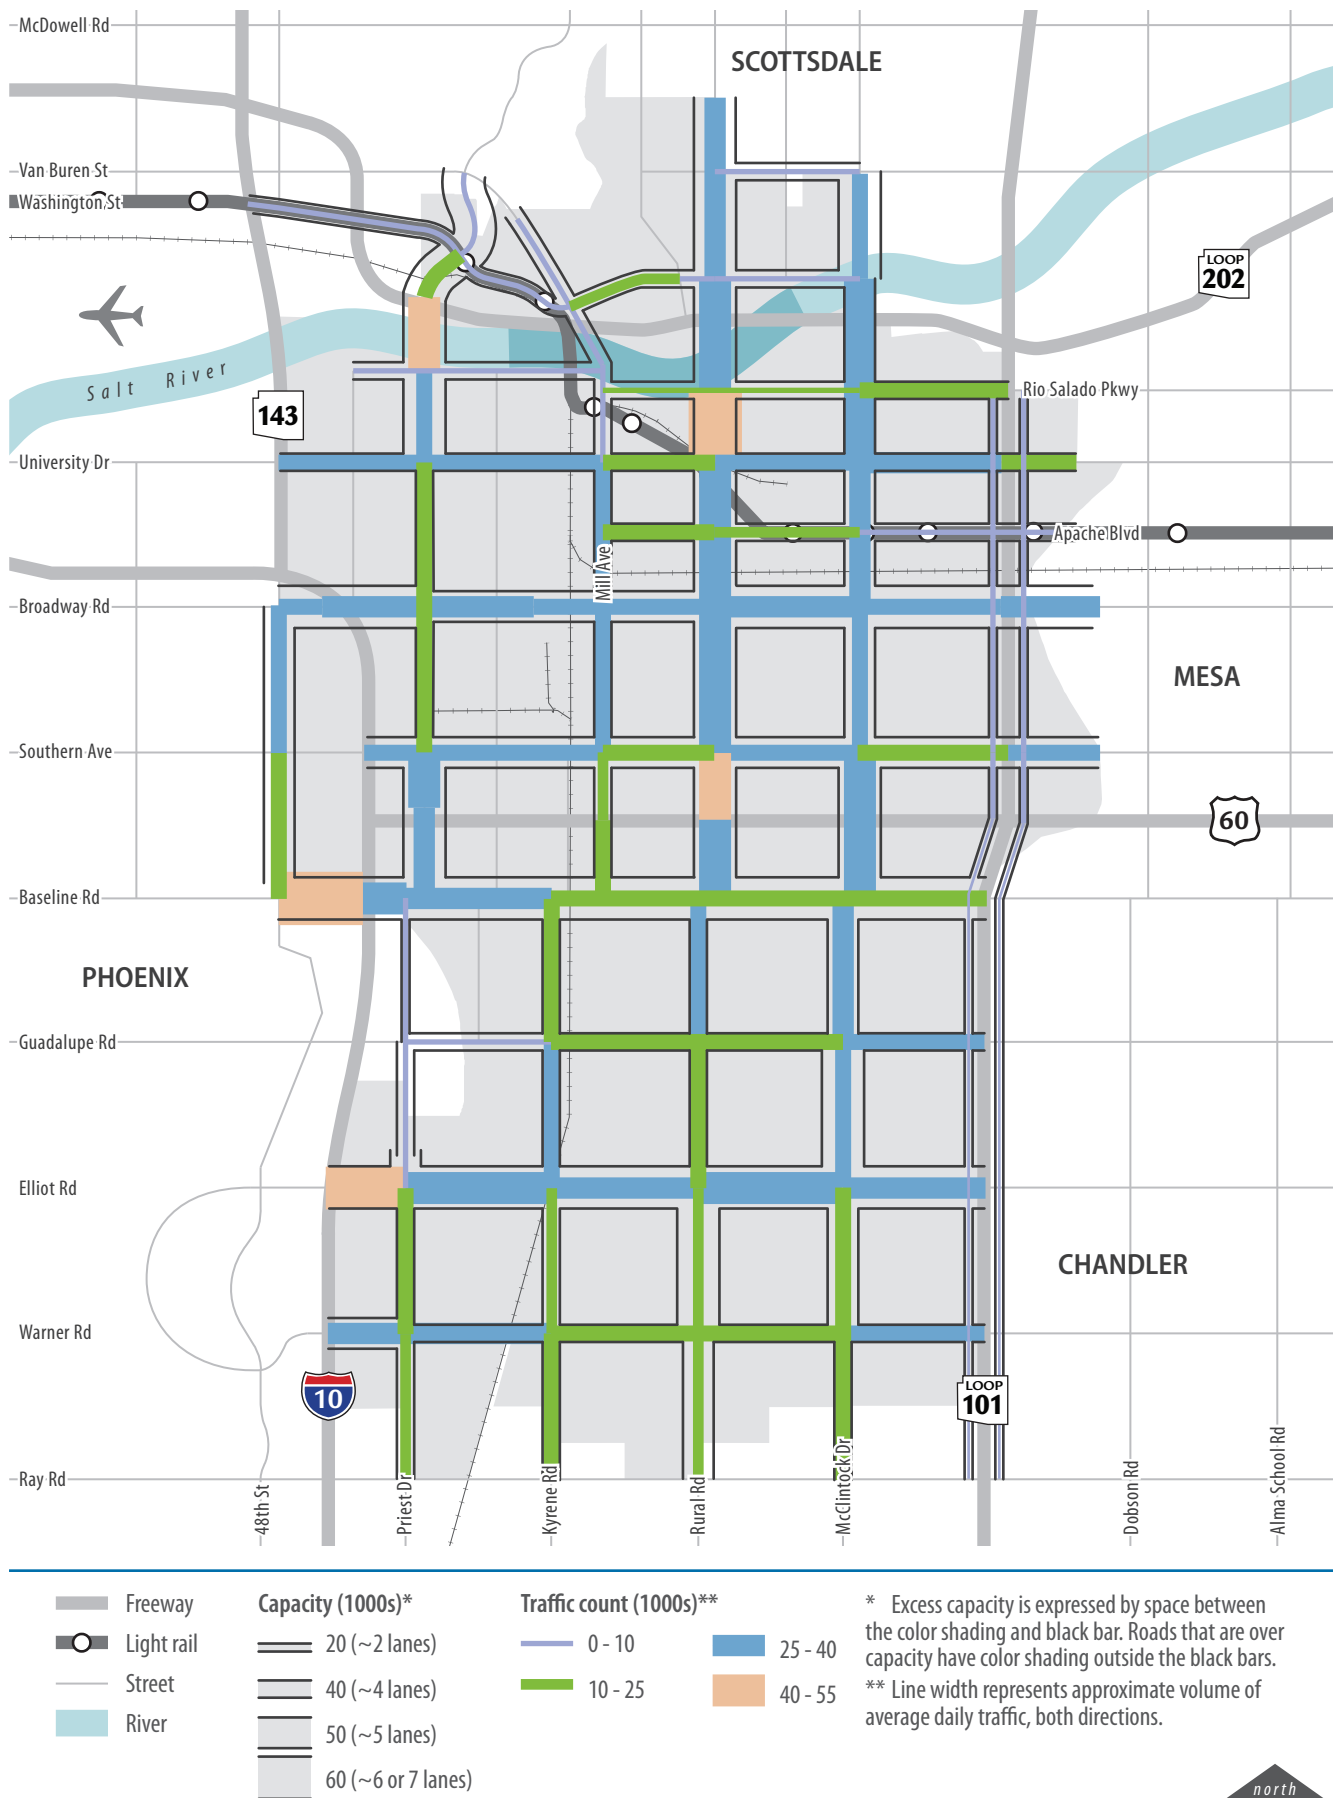 McDowell Rd
SCOTTSDALE
Van Buren St
Washington St
LOOP
202
Salt River
143
Rio Salado Pkwy
University Dr
Apache Blvd
Mill Ave
Broadway Rd
MESA
Southern Ave
60
Baseline Rd
PHOENIX
Guadalupe Rd
Elliot Rd
CHANDLER
Warner Rd
10
LOOP
101
Ray Rd
48th St
Priest Dr
Kyrene Rd
Rural Rd
McClintock Dr
Dobson Rd
Alma School Rd
Freeway
Light rail
Street
River
Capacity (1000s)*
20 (~2 lanes)
40 (~4 lanes)
50 (~5 lanes)
60 (~6 or 7 lanes)
Traffic count (1000s)**
0 - 10
10 - 25
25 - 40
40 - 55
* Excess capacity is expressed by space between
the color shading and black bar. Roads that are over
capacity have color shading outside the black bars.
** Line width represents approximate volume of
average daily traffic, both directions.
north